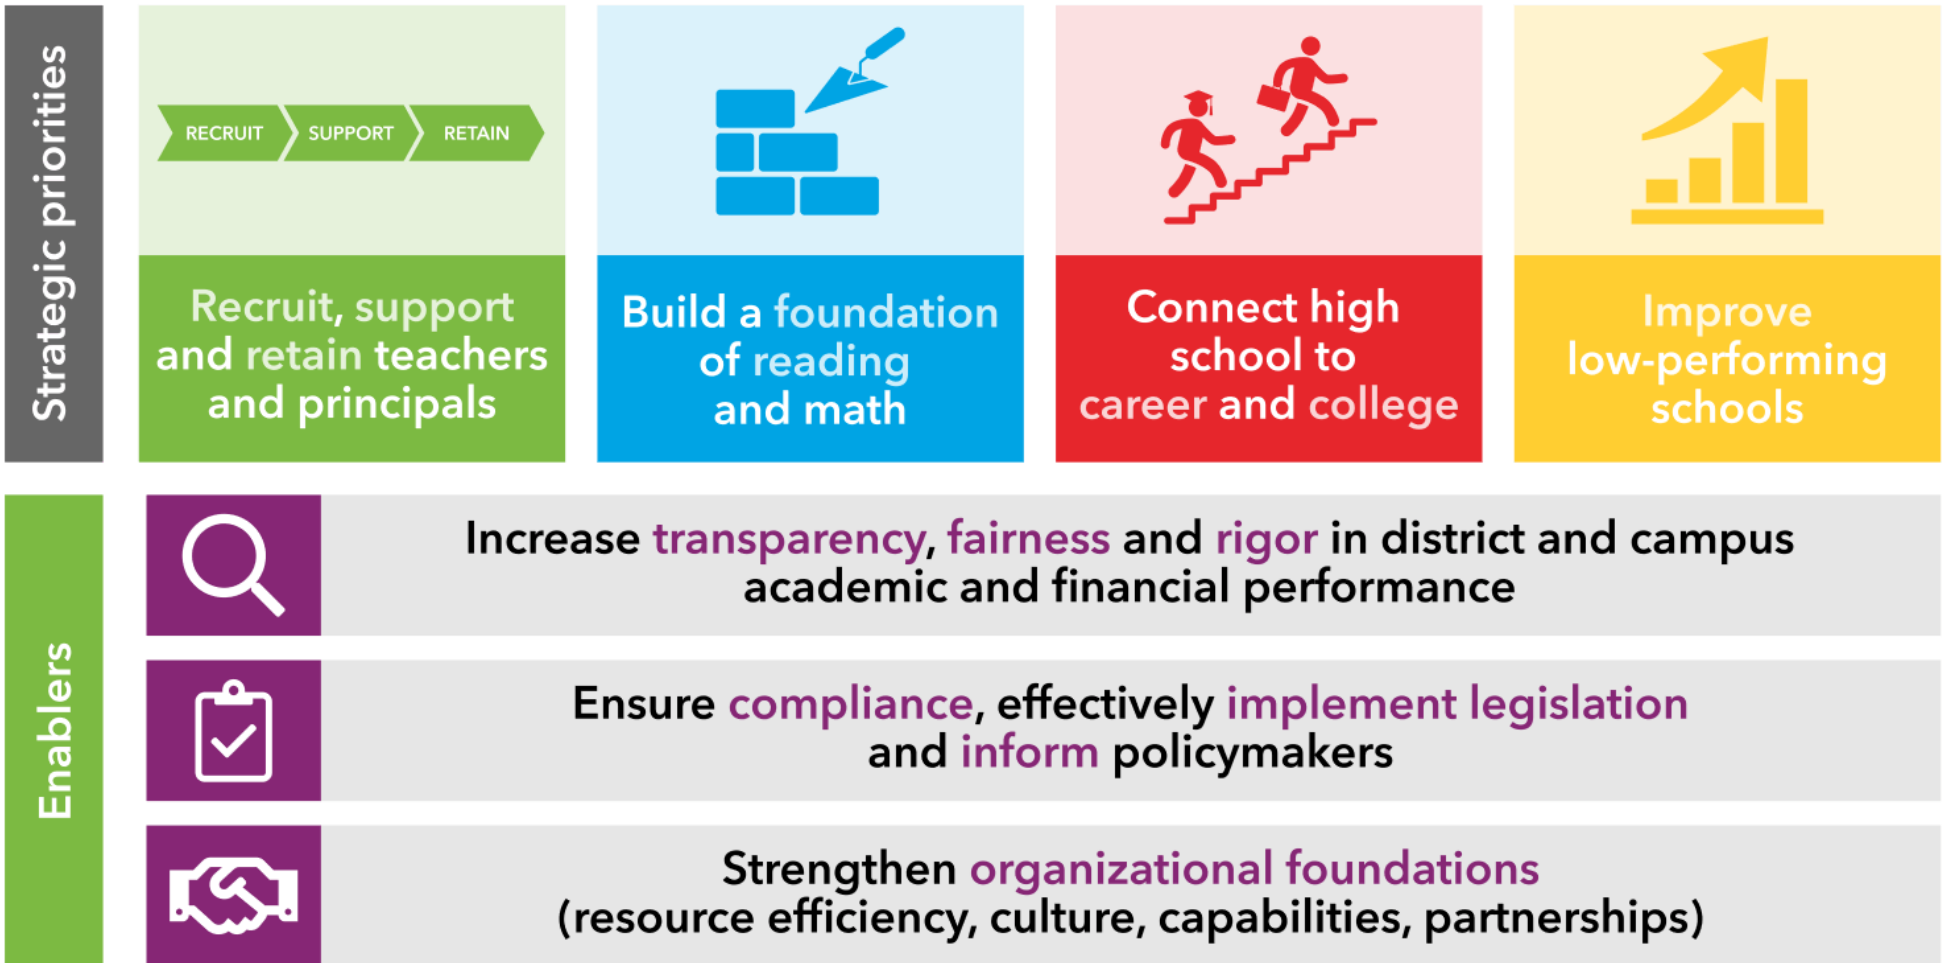 Strategic priorities
RECRUIT
SUPPORT
RETAIN
Recruit, support
and retain teachers
and principals
Build a foundation
of reading
and math
Connect high
school to
career and college
Improve
low-performing
schools
Enablers
Increase transparency, fairness and rigor in district and campus
academic and financial performance
Ensure compliance, effectively implement legislation
and inform policymakers
Strengthen organizational foundations
(resource efficiency, culture, capabilities, partnerships)